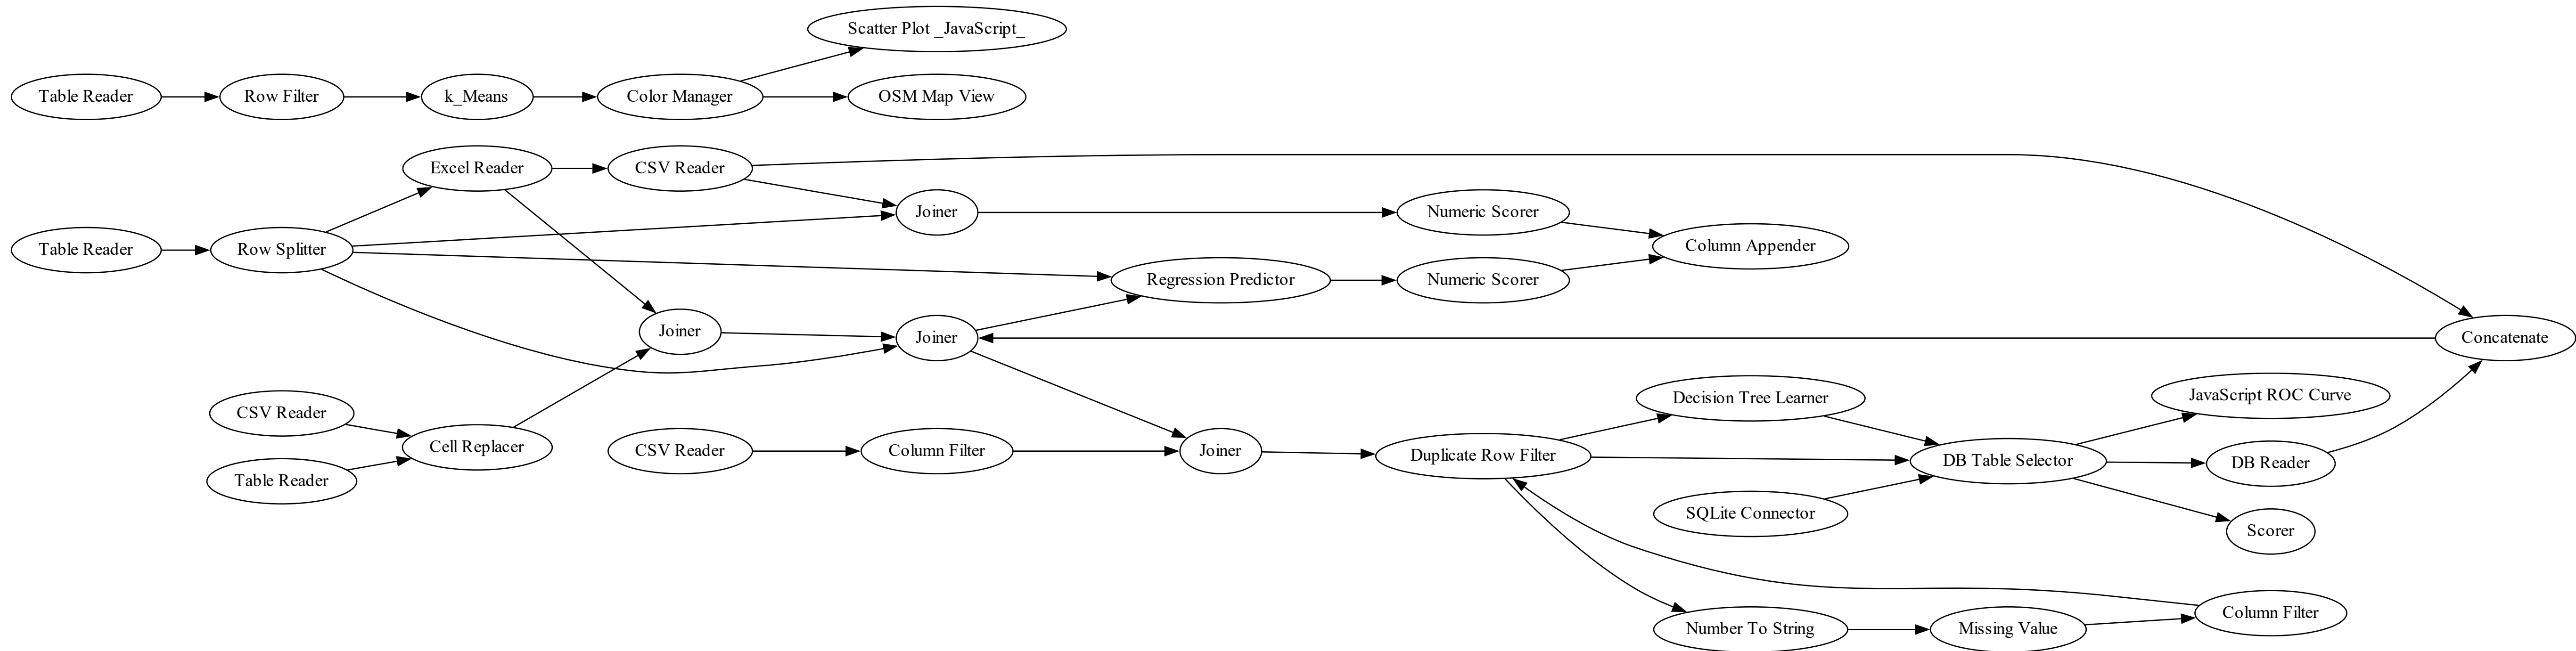 Scatter Plot _JavaScript_
Table Reader
Row Filter
k_Means
Color Manager
OSM Map View
Excel Reader
CSV Reader
Joiner
Numeric Scorer
Table Reader
Row Splitter
Column Appender
Regression Predictor
Numeric Scorer
Joiner
Joiner
Concatenate
CSV Reader
Cell Replacer
Table Reader
CSV Reader
Column Filter
Joiner
Duplicate Row Filter
Decision Tree Learner
DB Table Selector
SQLite Connector
JavaScript ROC Curve
DB Reader
Scorer
Number To String
Missing Value
Column Filter